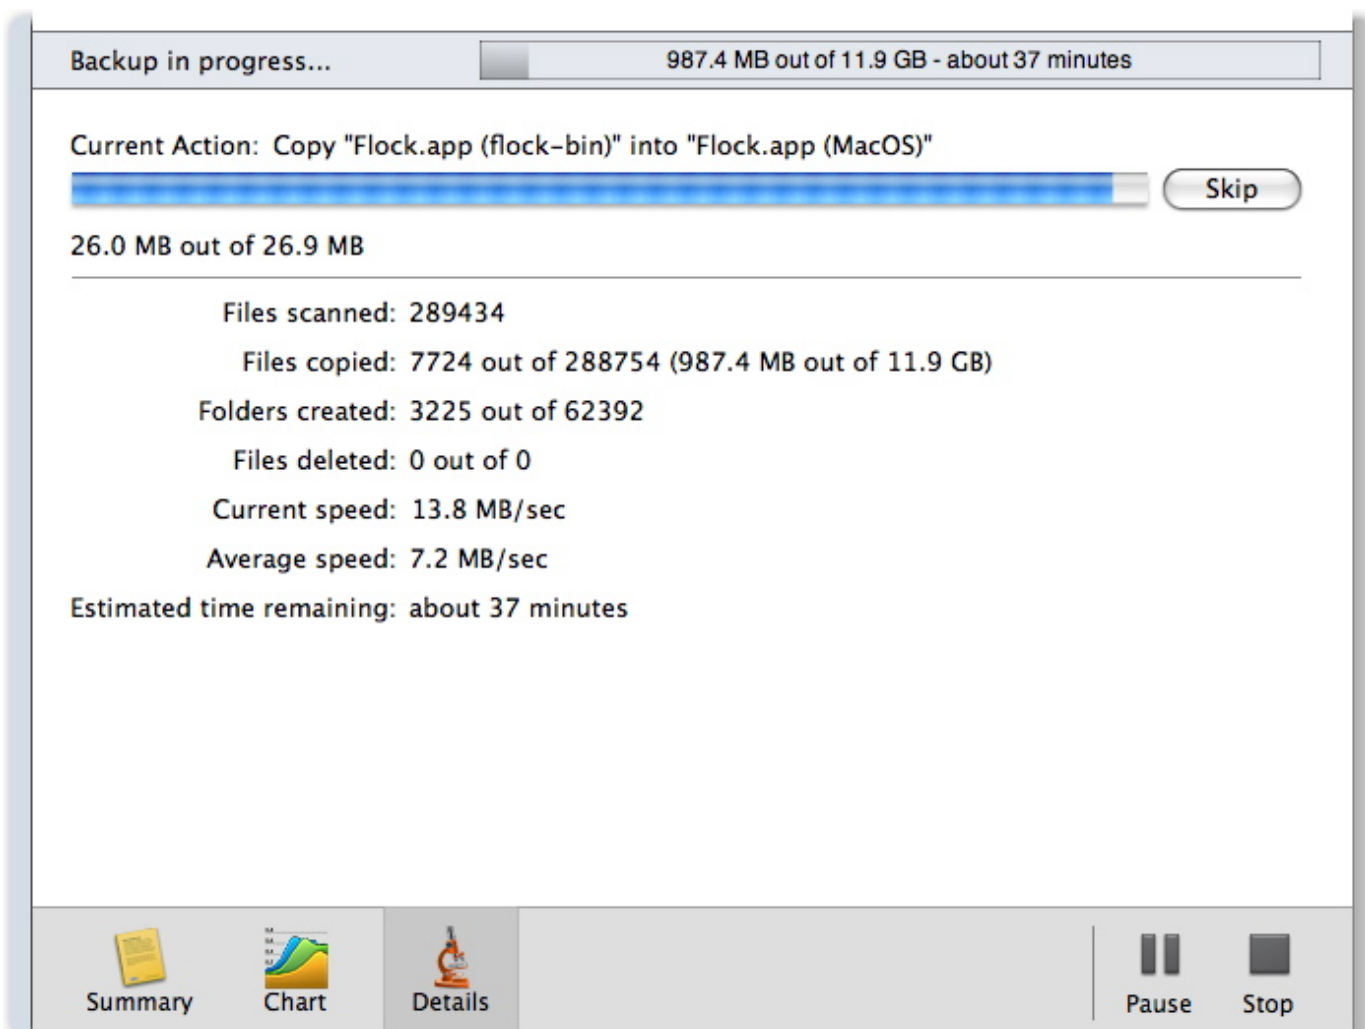 Backup in progress...
987.4 MB out of 11.9 GB - about 37 minutes
Current Action: Copy "Flock.app (flock-bin)" into "Flock.app (MacOS)"
Skip
26.0 MB out of 26.9 MB
Files scanned: 289434
Files copied: 7724 out of 288754 (987.4 MB out of 11.9 GB)
Folders created: 3225 out of 62392
Files deleted: 0 out of 0
Current speed: 13.8 MB/sec
Average speed: 7.2 MB/sec
Estimated time remaining: about 37 minutes
Summary
Chart
Details
Pause
Stop